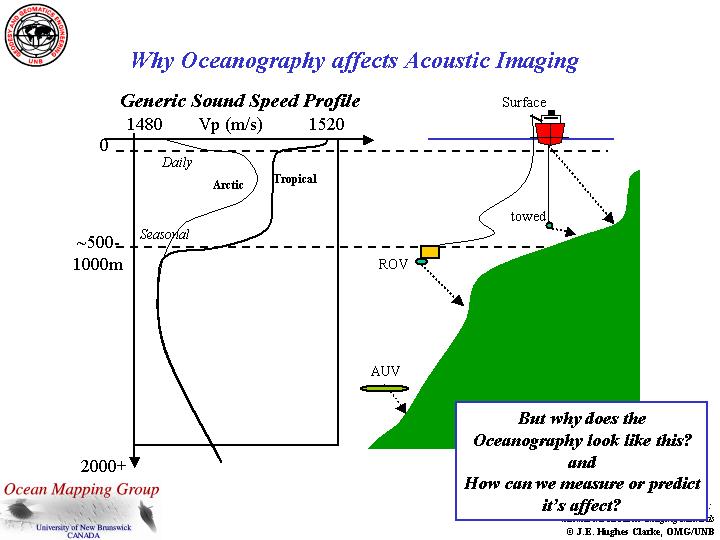 GEODESY AND GEOMATICS ENGINEERING
UNB
Why Oceanography affects Acoustic Imaging
Generic Sound Speed Profile
1480 Vp (m/s) 1520
0
Daily
Arctic
Tropical
Seasonal
~500-
1000m
2000+
Surface
towed
ROV
AUV
But why does the
Oceanography look like this?
and
How can we measure or predict
it's affect?
Ocean Mapping Group
University of New Brunswick
CANADA
© J.E. Hughes Clarke, OMG/UNB